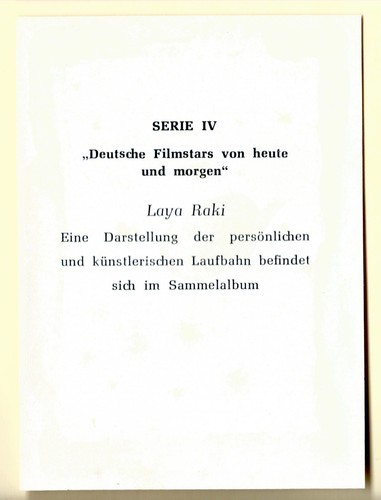 SERIE IV
„Deutsche Filmstars von heute
und morgen“
Laya Raki
Eine Darstellung der persönlichen
und künstlerischen Laufbahn befindet
sich im Sammelalbum